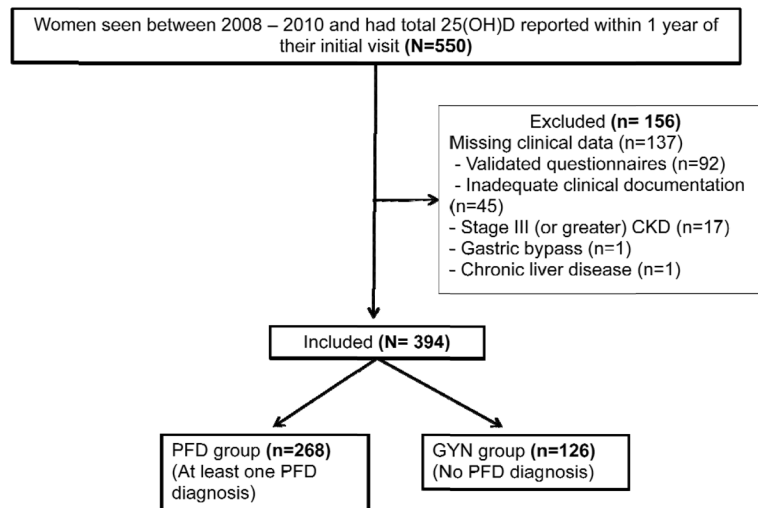 Women seen between 2008 – 2010 and had total 25(OH)D reported within 1 year of
their initial visit (N=550)
Excluded (n= 156)
Missing clinical data (n=137)
- Validated questionnaires (n=92)
- Inadequate clinical documentation
(n=45)
- Stage III (or greater) CKD (n=17)
- Gastric bypass (n=1)
- Chronic liver disease (n=1)
Included (N= 394)
PFD group (n=268)
(At least one PFD
diagnosis)
GYN group (n=126)
(No PFD diagnosis)